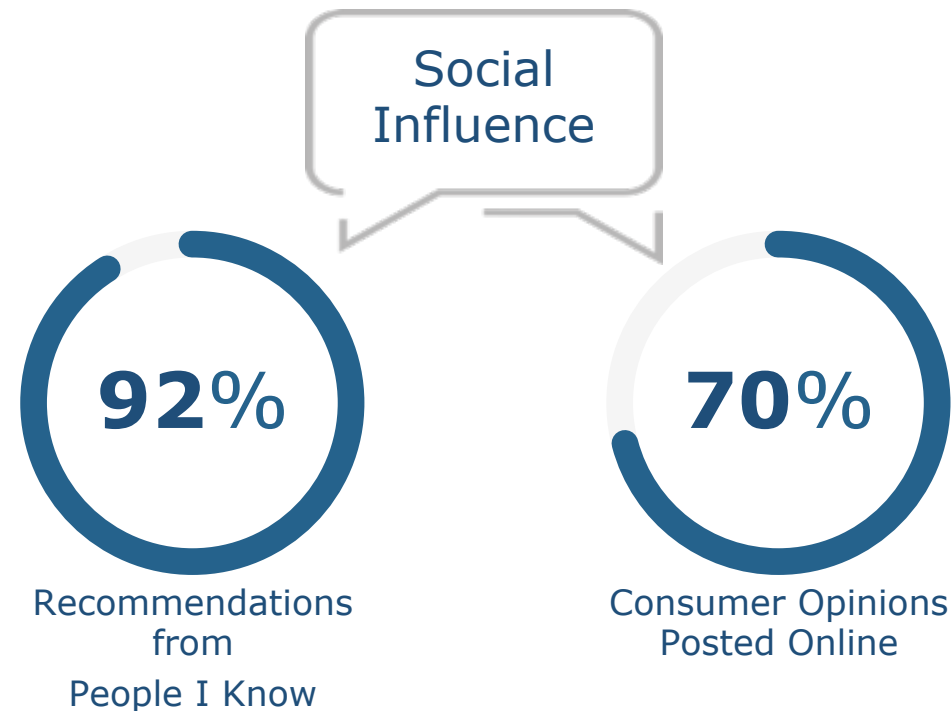 Social
Influence
92%
70%
Recommendations
from
People I Know
Consumer Opinions
Posted Online